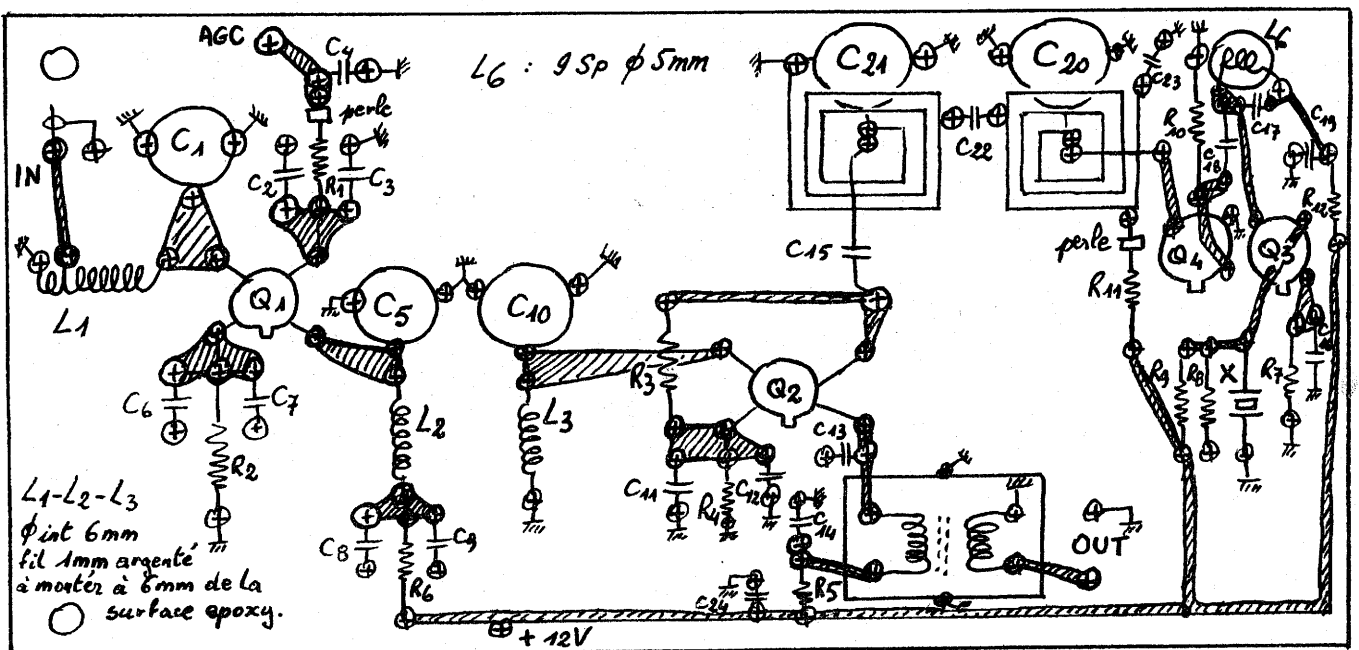 AGC
C4
L6 : 9 Sp ϕ 5mm
C21
C20
C23
L6
perle
C1
IN
C2
R1
C3
C22
R10
C17
C19
C18
R12
C15
perle
Q4
Q3
R11
L1
Q1
C5
C10
R3
Q2
R9
R8
X
R7
C6
C7
L2
L3
C13
R2
C11
R4
C12
C14
OUT
L1-L2-L3
ϕ int 6mm
fil 1mm argenté
à montér à 6mm de la
surface epoxy.
C8
C9
R6
C24
R5
+ 12V